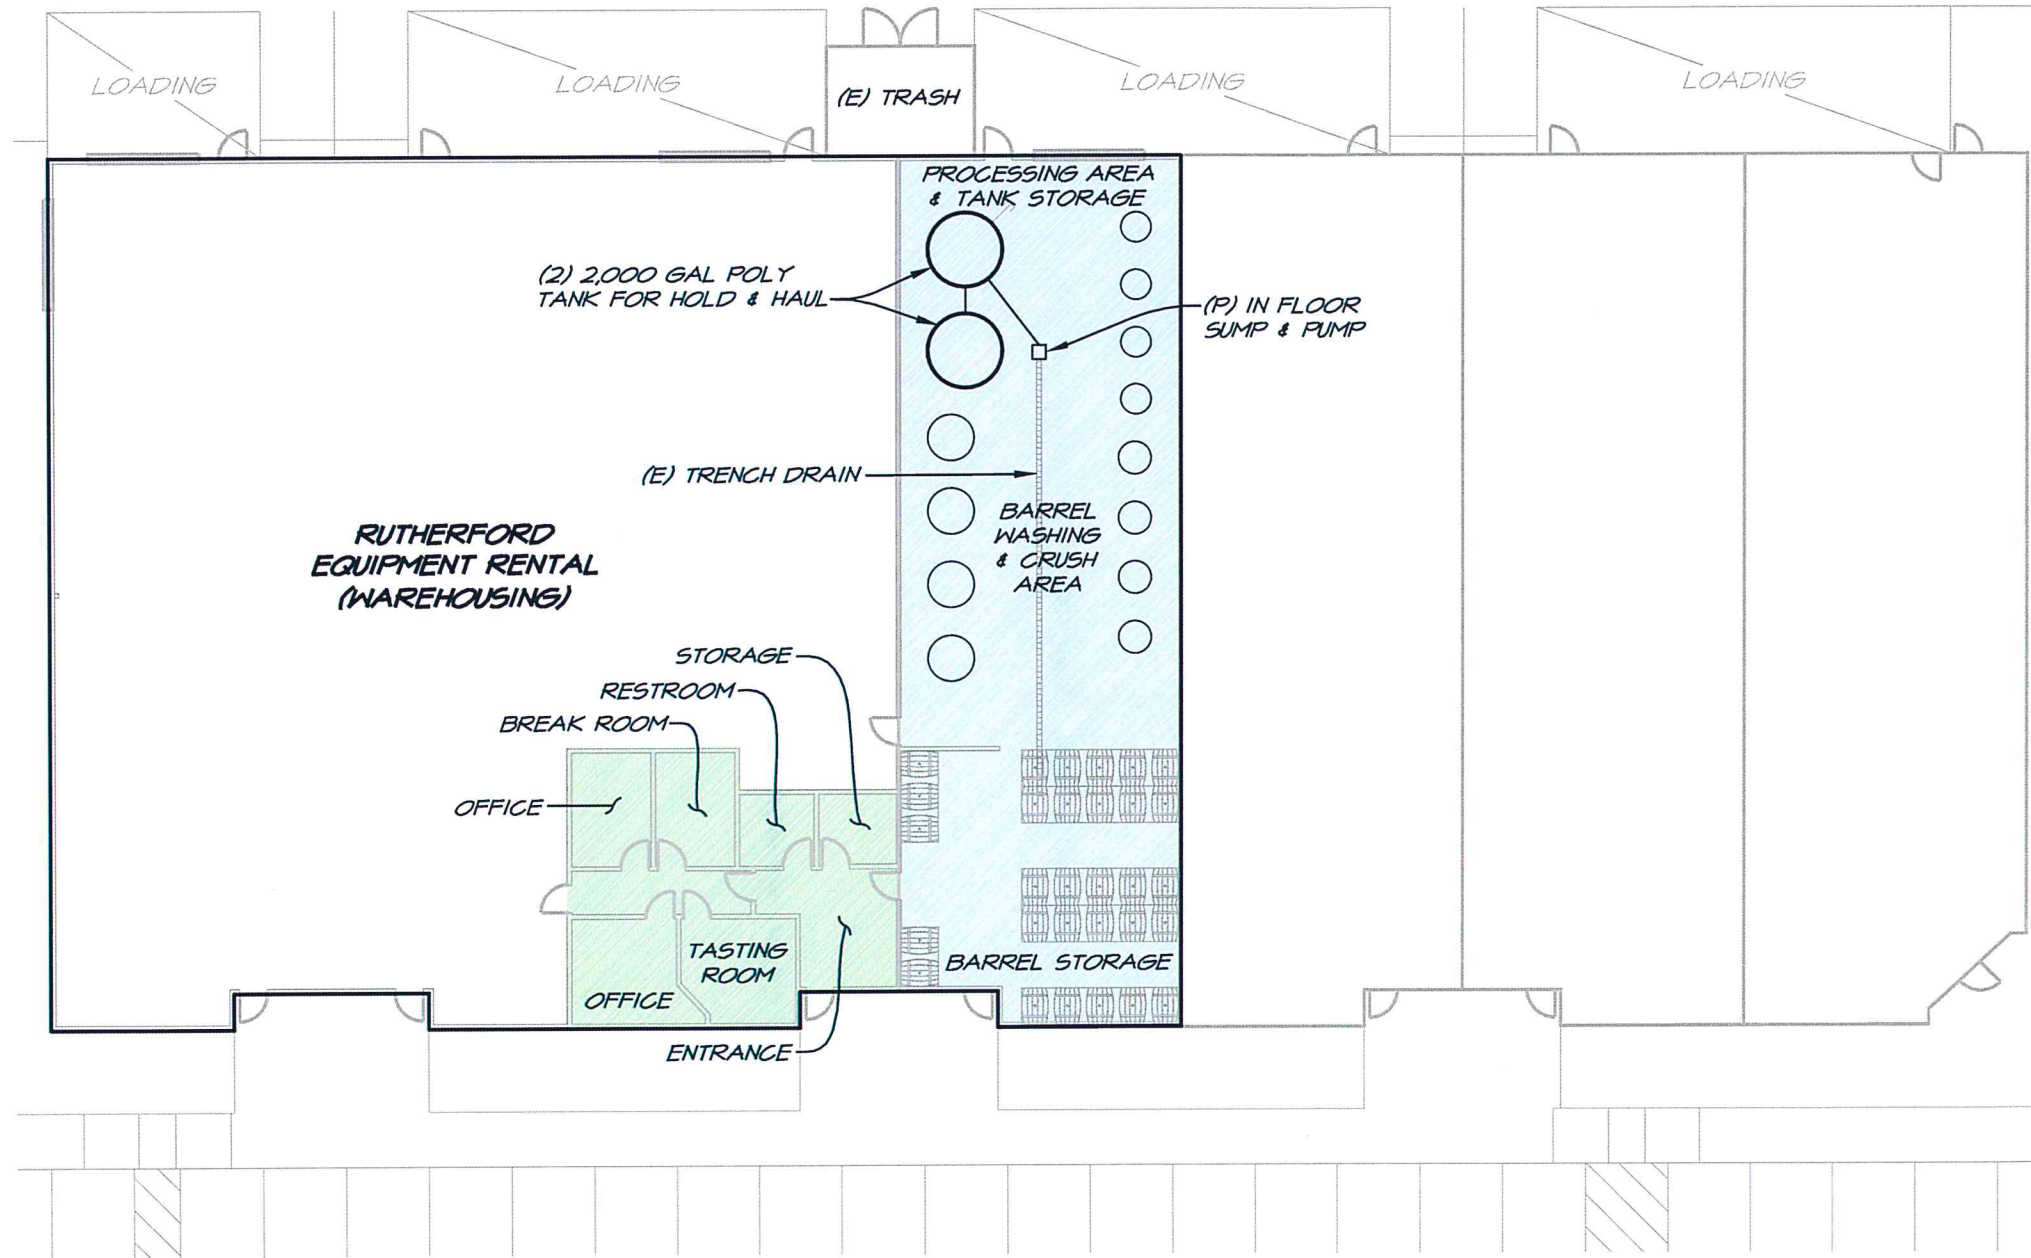 LOADING
LOADING
(E) TRASH
LOADING
LOADING
PROCESSING AREA
& TANK STORAGE
(2) 2,000 GAL POLY
TANK FOR HOLD & HAUL
(P) IN FLOOR
SUMP & PUMP
(E) TRENCH DRAIN
BARREL
WASHING
& CRUSH
AREA
RUTHERFORD
EQUIPMENT RENTAL
(WAREHOUSING)
STORAGE
RESTROOM
BREAK ROOM
OFFICE
TASTING
ROOM
OFFICE
BARREL STORAGE
ENTRANCE